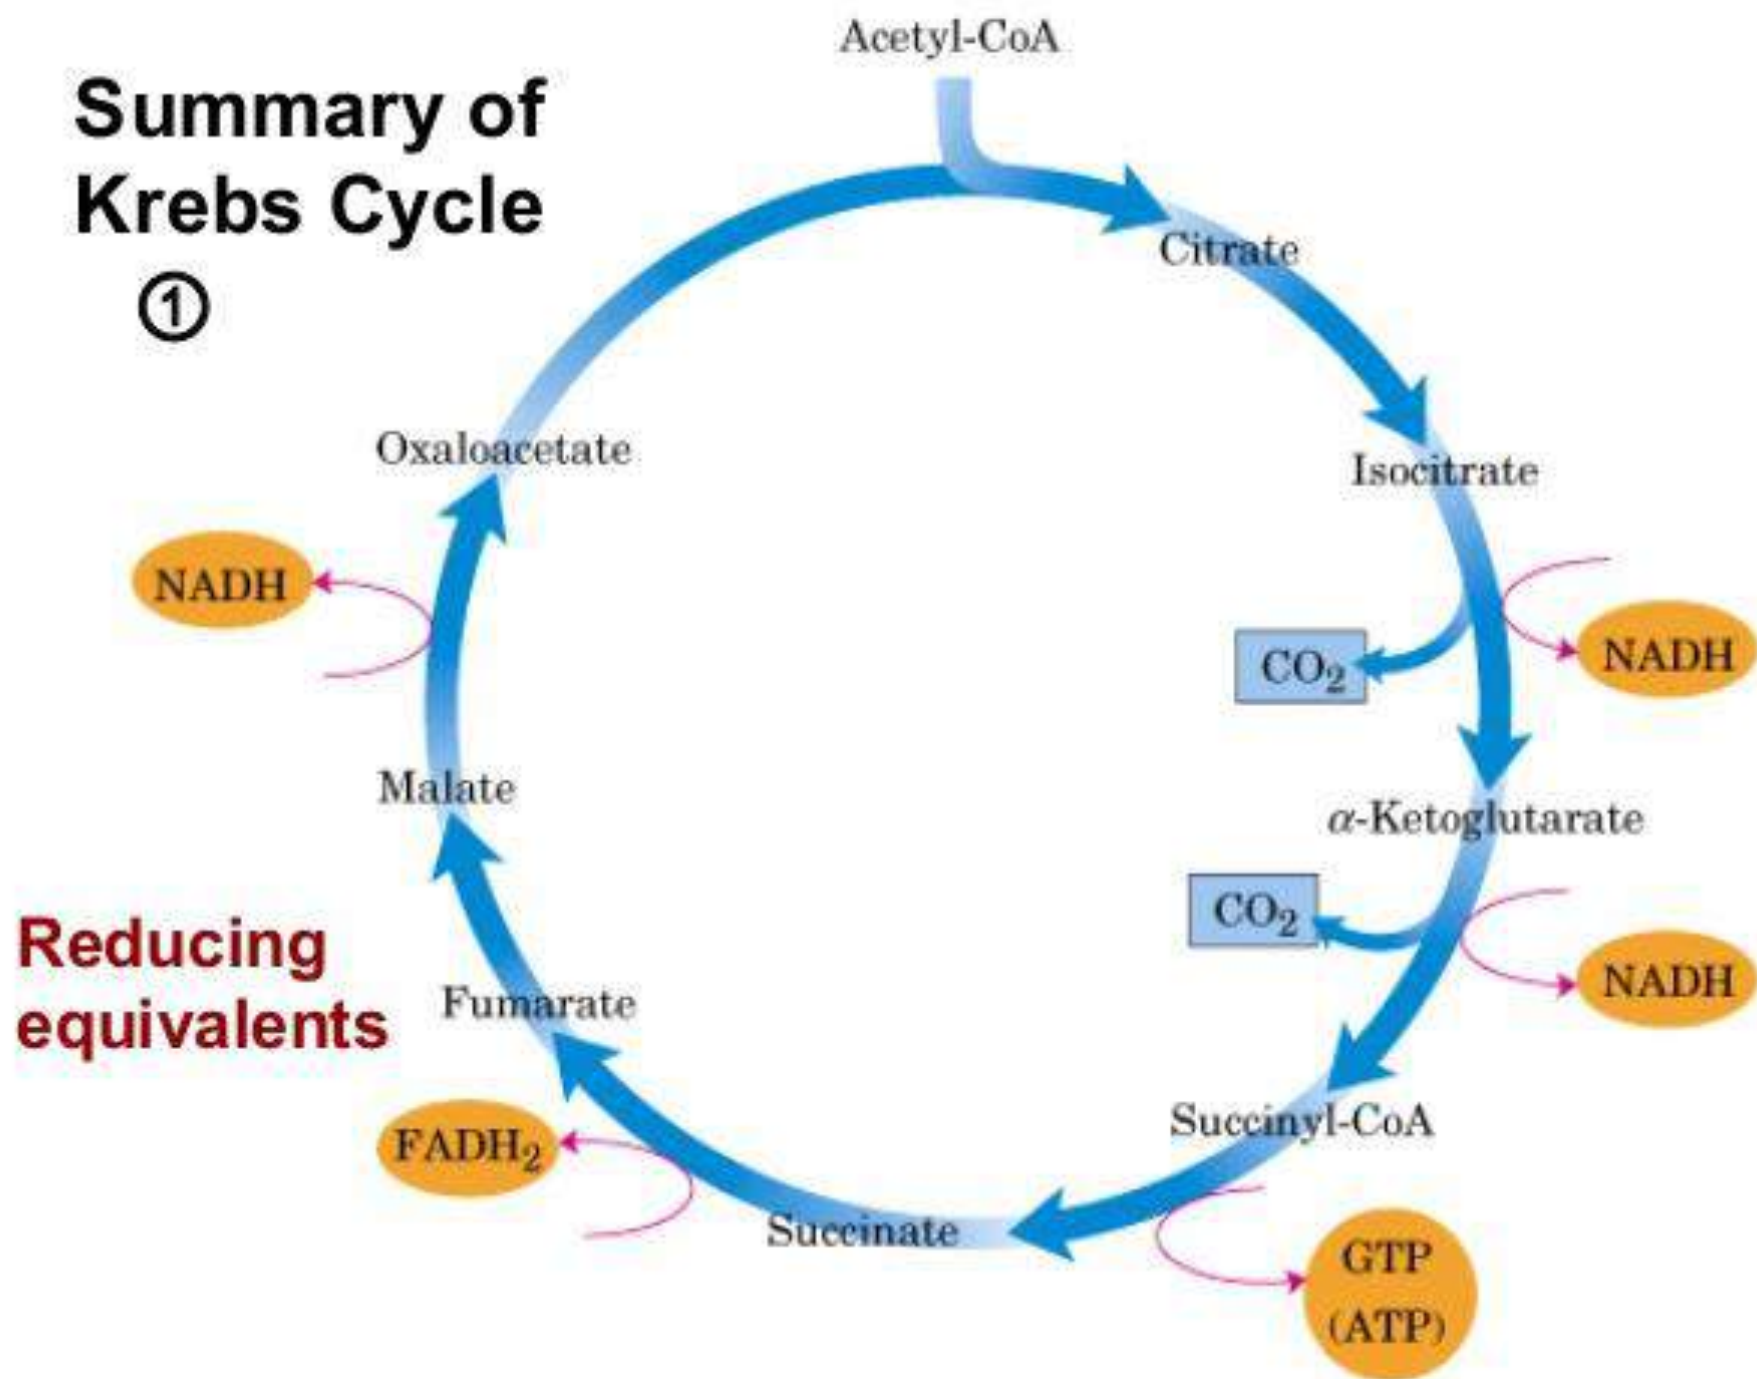 Summary of
Krebs Cycle
①
Acetyl-CoA
Citrate
Isocitrate
NADH
CO₂
α-Ketoglutarate
CO₂
NADH
Succinyl-CoA
GTP
(ATP)
Succinate
FADH₂
Fumarate
Malate
NADH
Oxaloacetate
Reducing
equivalents